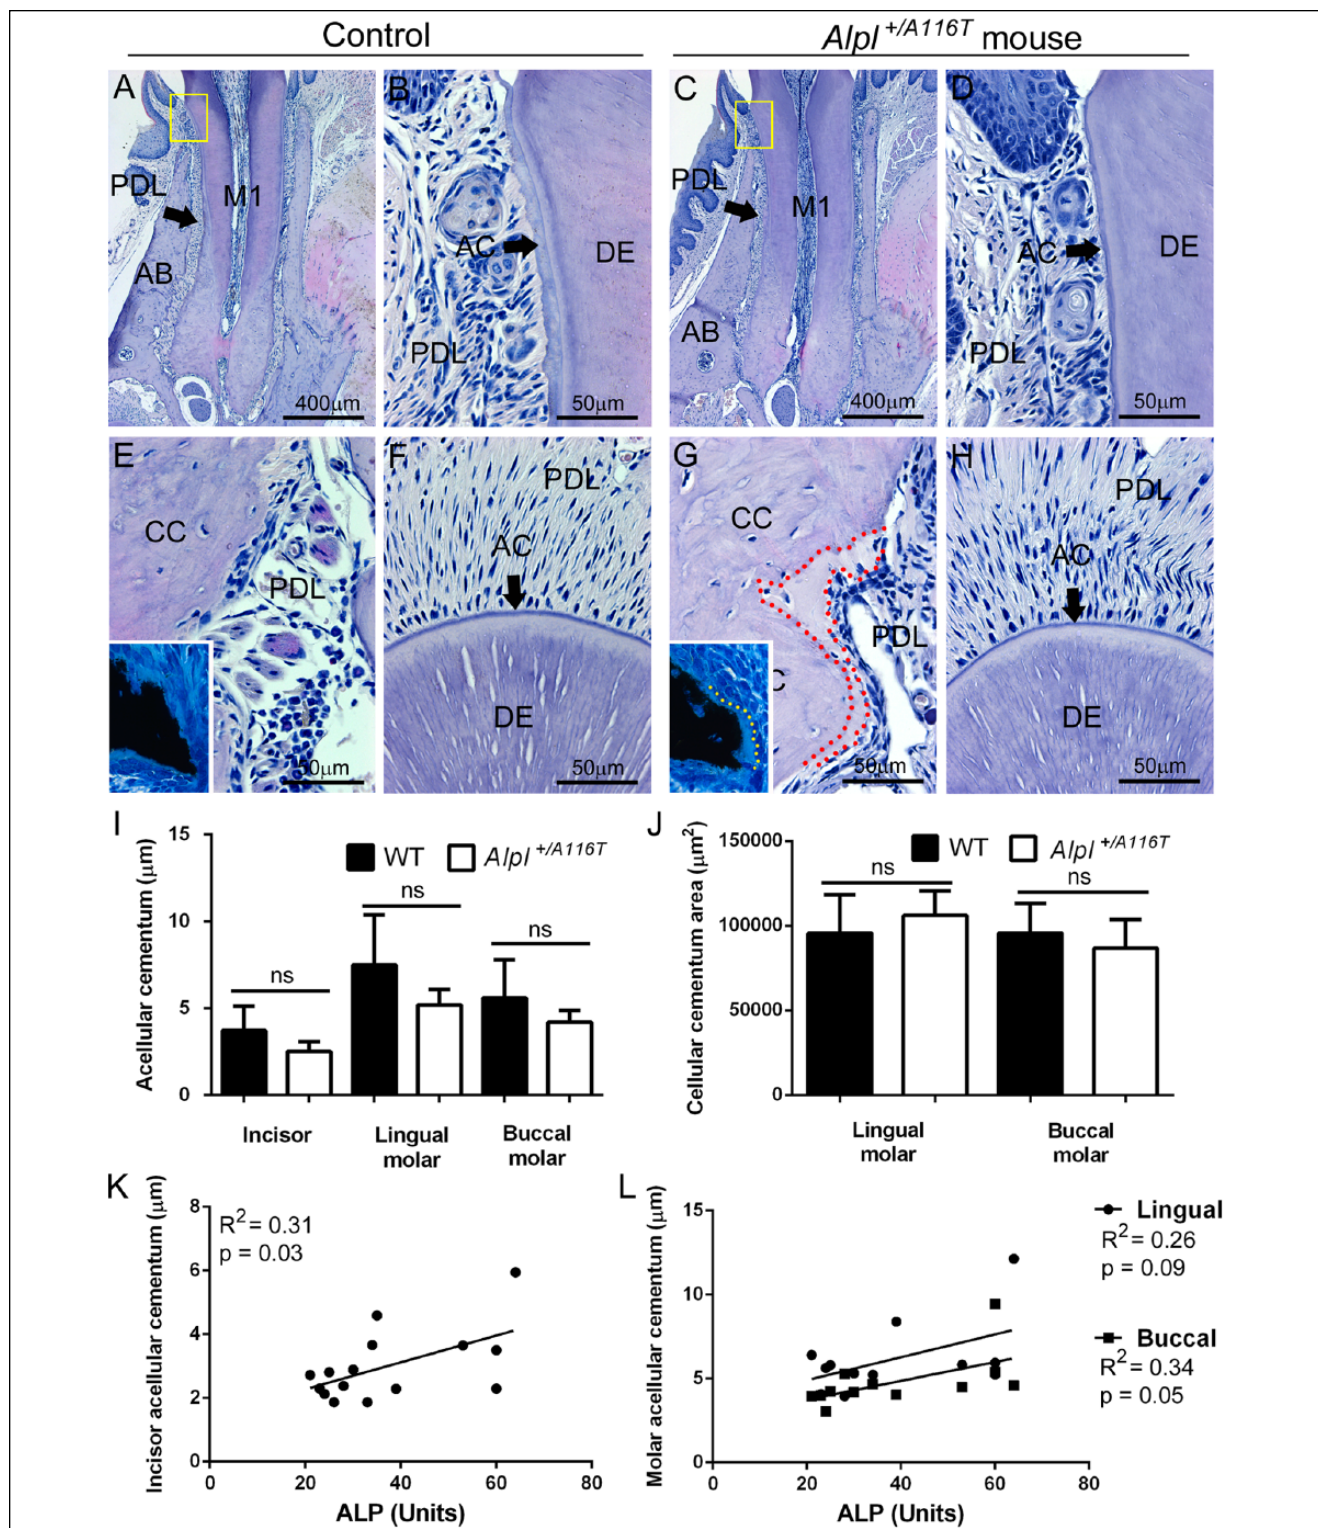 Control
Alpl +/A116T mouse
A
PDL
M1
AB
400μm
B
AC
DE
PDL
50μm
C
PDL
M1
AB
400μm
D
AC
DE
PDL
50μm
E
CC
PDL
50μm
F
PDL
AC
DE
50μm
G
CC
PDL
C
50μm
H
PDL
AC
DE
50μm
I
Acellular cementum (μm)
15
10
5
0
WT
Alpl +/A116T
ns
ns
ns
Incisor
Lingual
molar
Buccal
molar
J
Cellular cementum area (μm²)
150000
100000
50000
0
WT
Alpl +/A116T
ns
ns
Lingual
molar
Buccal
molar
K
Incisor acellular cementum (μm)
8
6
4
2
0
R² = 0.31
p = 0.03
0 20 40 60 80
ALP (Units)
L
Molar acellular cementum (μm)
15
10
5
0
0 20 40 60 80
ALP (Units)
Lingual
R² = 0.26
p = 0.09
Buccal
R² = 0.34
p = 0.05